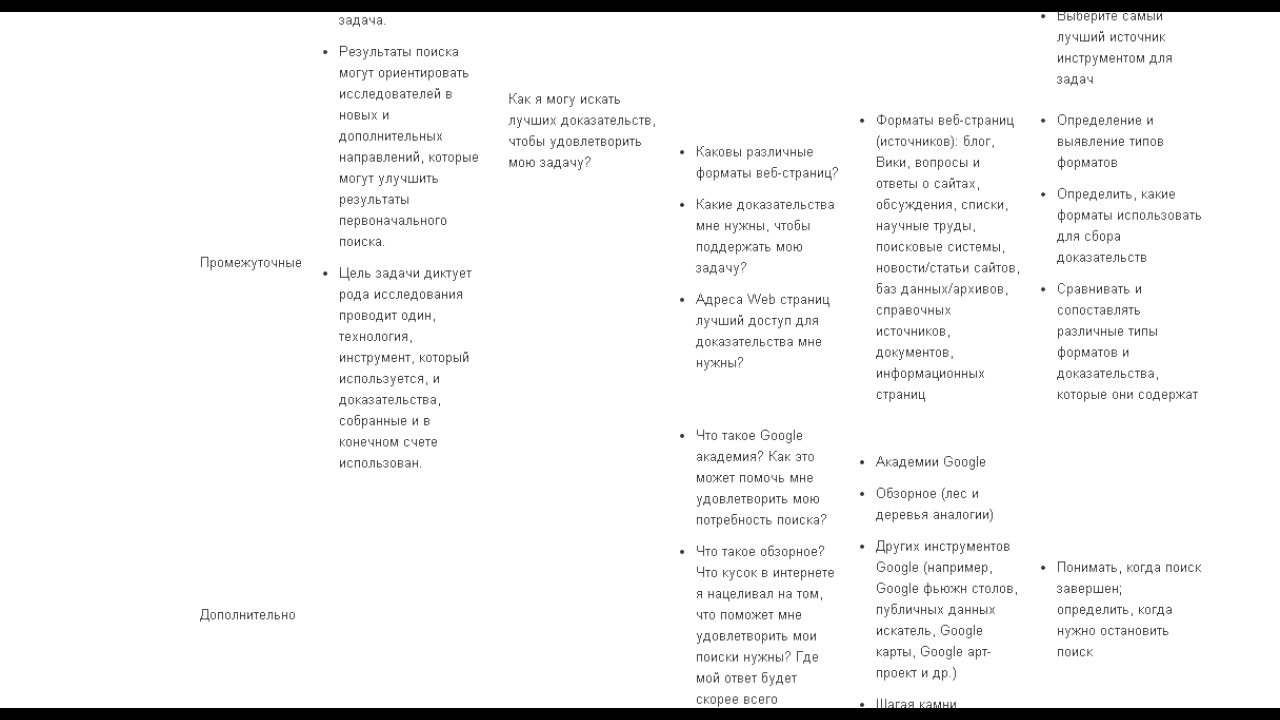 задача.
Результаты поиска
могут ориентировать
исследователей в
новых и
дополнительных
направлений, которые
могут улучшить
результаты
первоначального
поиска.
Цель задачи диктует
рода исследования
проводит один,
технология,
инструмент, который
используется, и
доказательства,
собранные и в
конечном счете
использован.
Как я могу искать
лучших доказательств,
чтобы удовлетворить
мою задачу?
Промежуточные
Каковы различные
форматы веб-страниц?
Какие доказательства
мне нужны, чтобы
поддержать мою
задачу?
Адреса Web страниц
лучший доступ для
доказательства мне
нужны?
Форматы веб-страниц
(источников): блог,
Вики, вопросы и
ответы о сайтах,
обсуждения, списки,
научные труды,
поисковые системы,
новости/статьи сайтов,
баз данных/архивов,
справочных
источников,
документов,
информационных
страниц
Выберите самый
лучший источник
инструментом для
задач
Определение и
выявление типов
форматов
Определить, какие
форматы использовать
для сбора
доказательств
Сравнивать и
сопоставлять
различные типы
форматов и
доказательства,
которые они содержат
Дополнительно
Что такое Google
академия? Как это
может помочь мне
удовлетворить мою
потребность поиска?
Что такое обзорное?
Что кусок в интернете
я нацеливал на том,
что поможет мне
удовлетворить мои
поиски нужны? Где
мой ответ будет
скорее всего
Академии Google
Обзорное (лес и
деревья аналогии)
Других инструментов
Google (например,
Google фьюжн столов,
публичных данных
искатель, Google
карты, Google арт-
проект и др.)
Шагая камни
Понимать, когда поиск
завершен;
определить, когда
нужно остановить
поиск